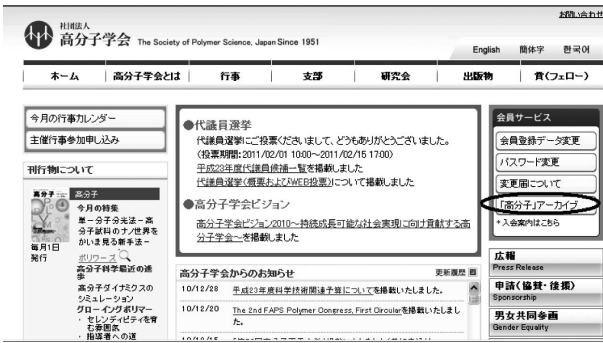 お問い合わせ
社団法人
高分子学会 The Society of Polymer Science, Japan Since 1951
English 簡体字 한국어
ホーム 高分子学会とは 行事 支部 研究会 出版物 賞(フェロー)
今月の行事カレンダー
主催行事参加申し込み
刊行物について
高分子
高分子
今月の特集
単一分子分光法－高
分子試料のナノ世界を
かいま見る新手法－
毎月1日
発行
ポリワーズ
高分子科学最近の進
歩
高分子ダイナミクスの
シミュレーション
グローイングポリマー
・ セレンディピティを育
む雰囲気
・ 指導者への道
●代議員選挙
代議員選挙にご投票くださいまして、どうもありがとうございました。
(投票期間:2011/02/01 10:00～2011/02/15 17:00)
平成23年度代議員候補一覧を掲載しました
代議員選挙(概要およびWEB投票)について掲載しました
●高分子学会ビジョン
高分子学会ビジョン2010～持続成長可能な社会実現に向け貢献する高
分子学会～を掲載しました
高分子学会からのお知らせ 更新履歴
10/12/28 平成23年度科学技術関連予算についてを掲載いたしました。
10/12/20 The 2nd FAPS Polymer Congress, First Circularを掲載いたしまし
た。
会員サービス
会員登録データ変更
パスワード変更
変更届について
「高分子」アーカイブ
+入会案内はこちら
広報
Press Release
申請(協賛・後援)
Sponsorship
男女共同参画
Gender Equality